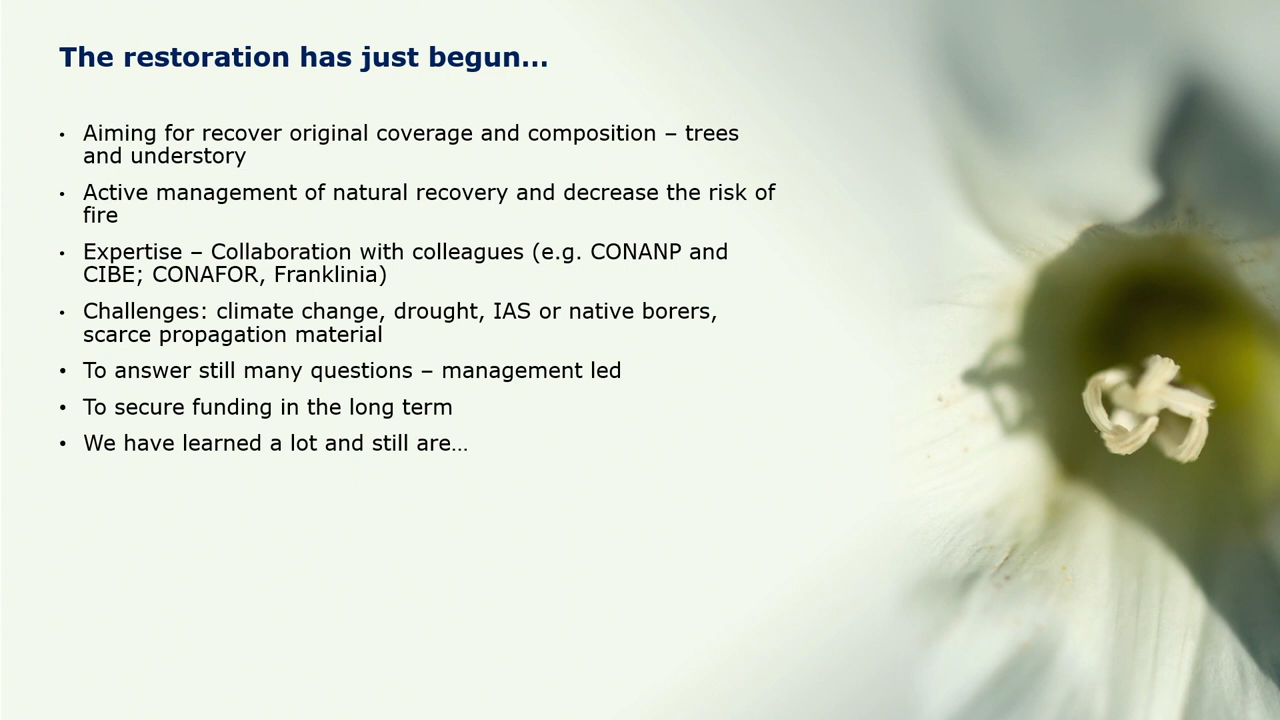 The restoration has just begun…
• Aiming for recover original coverage and composition – trees
and understory
• Active management of natural recovery and decrease the risk of
fire
• Expertise – Collaboration with colleagues (e.g. CONANP and
CIBE; CONAFOR, Franklinia)
• Challenges: climate change, drought, IAS or native borers,
scarce propagation material
• To answer still many questions – management led
• To secure funding in the long term
• We have learned a lot and still are…